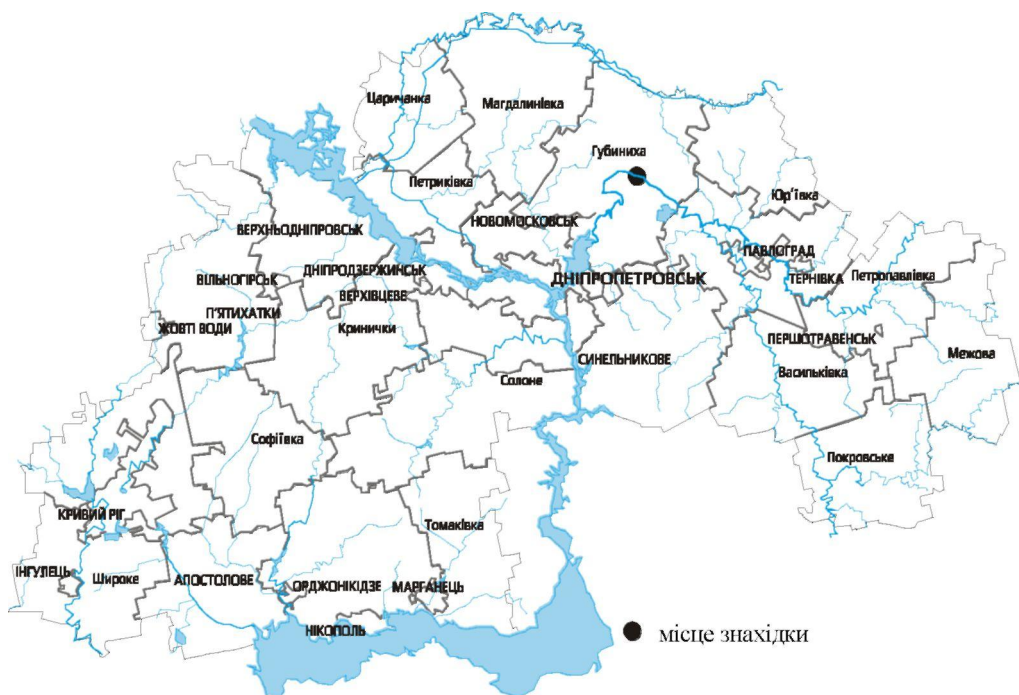 Царичанка
Магдалинівка
Губиниха
Петриківка
Юр'ївка
НОВОМОСКОВСЬК
ВЕРХНЬОДНІПРОВСЬК
ПАВЛОГРАД
ДНІПРОДЗЕРЖИНСЬК
ДНІПРОПЕТРОВСЬК
ТЕРНІВКА
Петропавлівка
ВІЛЬНОГІРСЬК
ВЕРХІВЦЕВЕ
П'ЯТИХАТКИ
ЖОВТІ ВОДИ
Кринички
ПЕРШОТРАВЕНСЬК
СИНЕЛЬНИКОВЕ
Межова
Васильківка
Солоне
Софіївка
Покровське
КРИВИЙ РІГ
Томаківка
ІНГУЛЕЦЬ
Широке
АПОСТОЛОВЕ
ОРДЖОНІКІДЗЕ
МАРГАНЕЦЬ
НІКОПОЛЬ
місце знахідки